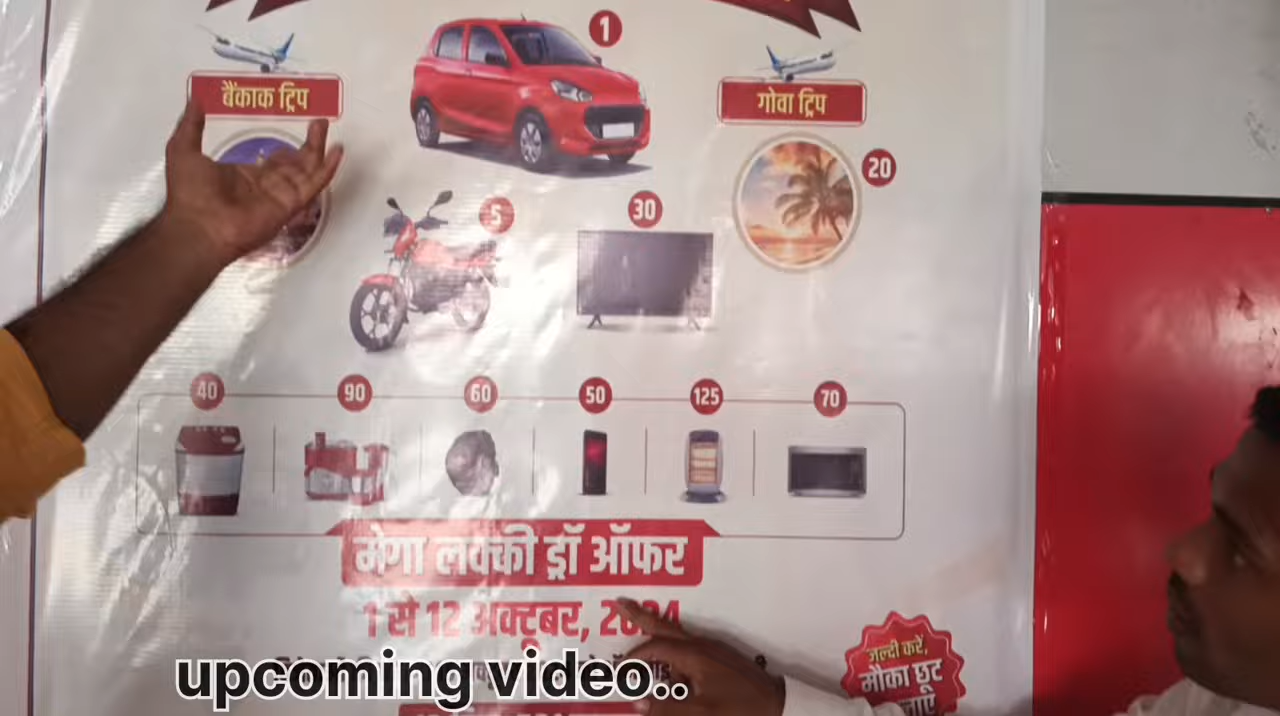 1
बैंकाक ट्रिप
गोवा ट्रिप
20
5
30
40
90
60
50
125
70
मेगा लक्की ड्रॉ ऑफर
1 से 12 अक्टूबर, 2024
जल्दी करें,
मौका छूट
upcoming video..